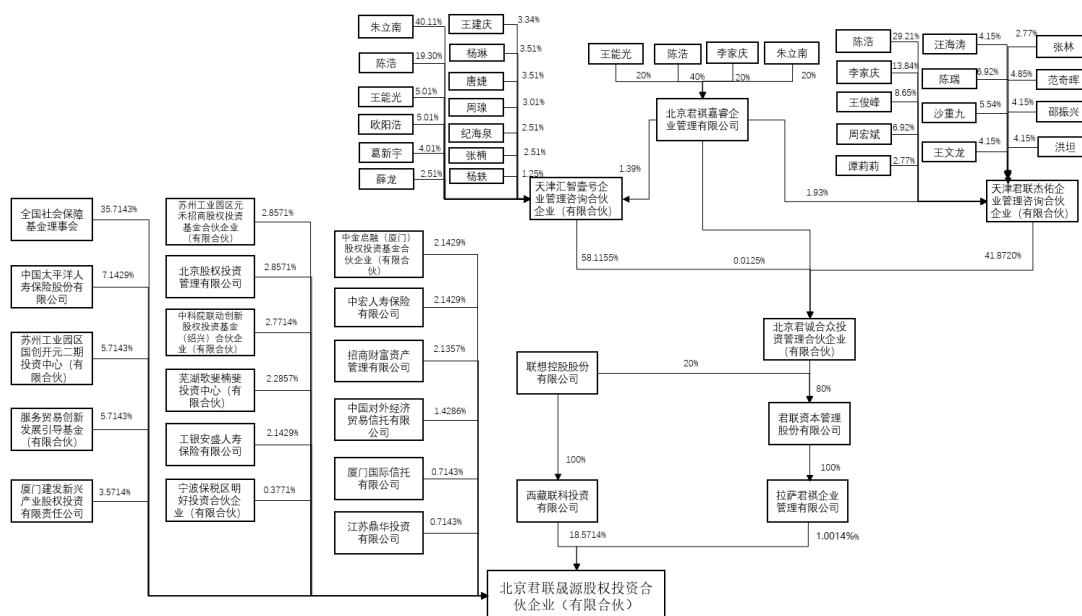 朱立南
40.11%
陈浩
19.30%
王能光
5.01%
欧阳浩
5.01%
葛新宇
4.01%
薛龙
2.51%
王建庆
3.34%
杨琳
3.51%
唐婕
3.51%
周瑔
3.01%
纪海泉
2.51%
张楠
2.51%
杨轶
1.25%
王能光
陈浩
李家庆
朱立南
20%
40%
20%
20%
北京君祺嘉睿企
业管理有限公司
陈浩
29.21%
李家庆
13.84%
王俊峰
8.65%
周宏斌
6.92%
谭莉莉
2.77%
汪海涛
4.15%
陈瑞
6.92%
沙重九
5.54%
王文龙
4.15%
2.77%
张林
4.85%
范奇晖
4.15%
邵振兴
4.15%
洪坦
1.39%
1.93%
天津汇智壹号企
业管理咨询合伙
企业（有限合伙）
天津君联杰佑企
业管理咨询合伙
企业（有限合伙）
58.1155%
0.0125%
41.8720%
北京君诚合众投
资管理合伙企业
（有限合伙）
联想控股股份
有限公司
20%
80%
君联资本管理
股份有限公司
100%
100%
西藏联科投资
有限公司
拉萨君祺企业
管理有限公司
18.5714%
1.0014%%
全国社会保障
基金理事会
35.7143%
中国太平洋人
寿保险股份有
限公司
7.1429%
苏州工业园区
国创开元二期
投资中心（有
限合伙）
5.7143%
服务贸易创新
发展引导基金
（有限合伙）
5.7143%
厦门建发新兴
产业股权投资
有限责任公司
3.5714%
苏州工业园区元
禾招商股权投资
基金合伙企业
（有限合伙）
2.8571%
北京股权投资
管理有限公司
2.8571%
中科院联动创新
股权投资基金
（绍兴）合伙企
业（有限合伙）
2.7714%
芜湖歌斐楠斐
投资中心（有
限合伙）
2.2857%
工银安盛人寿
保险有限公司
2.1429%
宁波保税区明
好投资合伙企
业（有限合伙）
0.3771%
中金启融（厦门）
股权投资基金合
伙企业（有限合
伙）
2.1429%
中宏人寿保险
有限公司
2.1429%
招商财富资产
管理有限公司
2.1357%
中国对外经济
贸易信托有限
公司
1.4286%
厦门国际信托
有限公司
0.7143%
江苏鼎华投资
有限公司
0.7143%
北京君联晟源股权投资合
伙企业（有限合伙）